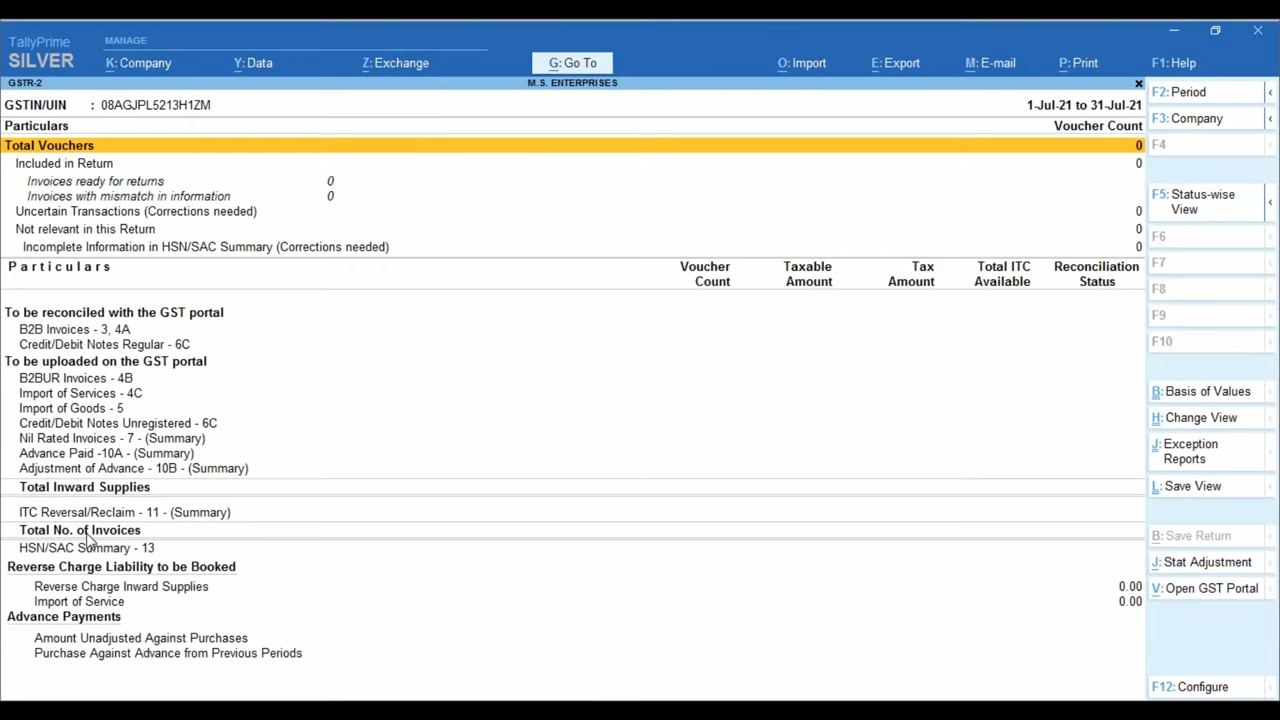 TallyPrime
MANAGE
SILVER
K: Company
Y: Data
Z: Exchange
G: Go To
O: Import
E: Export
M: E-mail
P: Print
F1: Help
GSTR-2
M.S. ENTERPRISES
GSTIN/UIN : 08AGJPL5213H1ZM
1-Jul-21 to 31-Jul-21
Particulars Voucher Count
Total Vouchers 0
Included in Return 0
Invoices ready for returns 0
Invoices with mismatch in information 0
Uncertain Transactions (Corrections needed) 0
Not relevant in this Return 0
Incomplete Information in HSN/SAC Summary (Corrections needed) 0
Particulars Voucher Taxable Tax Total ITC Reconciliation
Count Amount Amount Available Status
To be reconciled with the GST portal
B2B Invoices - 3, 4A
Credit/Debit Notes Regular - 6C
To be uploaded on the GST portal
B2BUR Invoices - 4B
Import of Services - 4C
Import of Goods - 5
Credit/Debit Notes Unregistered - 6C
Nil Rated Invoices - 7 - (Summary)
Advance Paid -10A - (Summary)
Adjustment of Advance - 10B - (Summary)
Total Inward Supplies
ITC Reversal/Reclaim - 11 - (Summary)
Total No. of Invoices
HSN/SAC Summary - 13
Reverse Charge Liability to be Booked
Reverse Charge Inward Supplies 0.00
Import of Service 0.00
Advance Payments
Amount Unadjusted Against Purchases
Purchase Against Advance from Previous Periods
F2: Period
F3: Company
F4
F5: Status-wise
View
F6
F7
F8
F9
F10
B: Basis of Values
H: Change View
J: Exception
Reports
L: Save View
B: Save Return
J: Stat Adjustment
V: Open GST Portal
F12: Configure